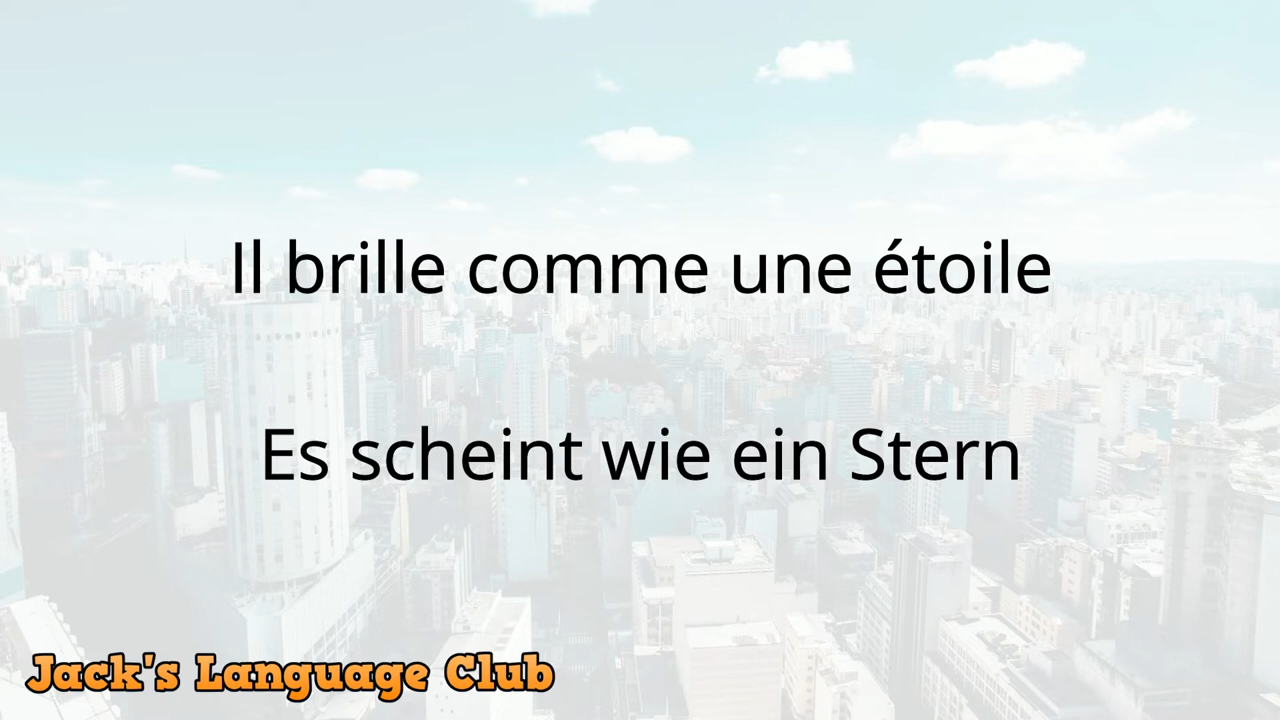 Il brille comme une étoile
Es scheint wie ein Stern
Jack's Language Club